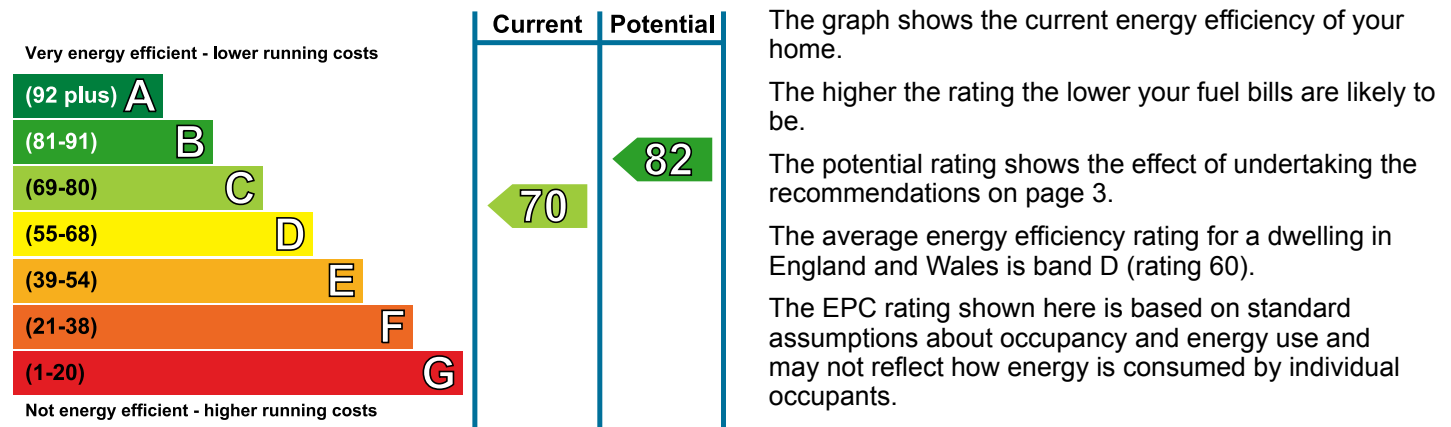 Current Potential
Very energy efficient - lower running costs
(92 plus) A
(81-91) B
(69-80) C
(55-68) D
(39-54) E
(21-38) F
(1-20) G
Not energy efficient - higher running costs
70
82
The graph shows the current energy efficiency of your
home.
The higher the rating the lower your fuel bills are likely to
be.
The potential rating shows the effect of undertaking the
recommendations on page 3.
The average energy efficiency rating for a dwelling in
England and Wales is band D (rating 60).
The EPC rating shown here is based on standard
assumptions about occupancy and energy use and
may not reflect how energy is consumed by individual
occupants.